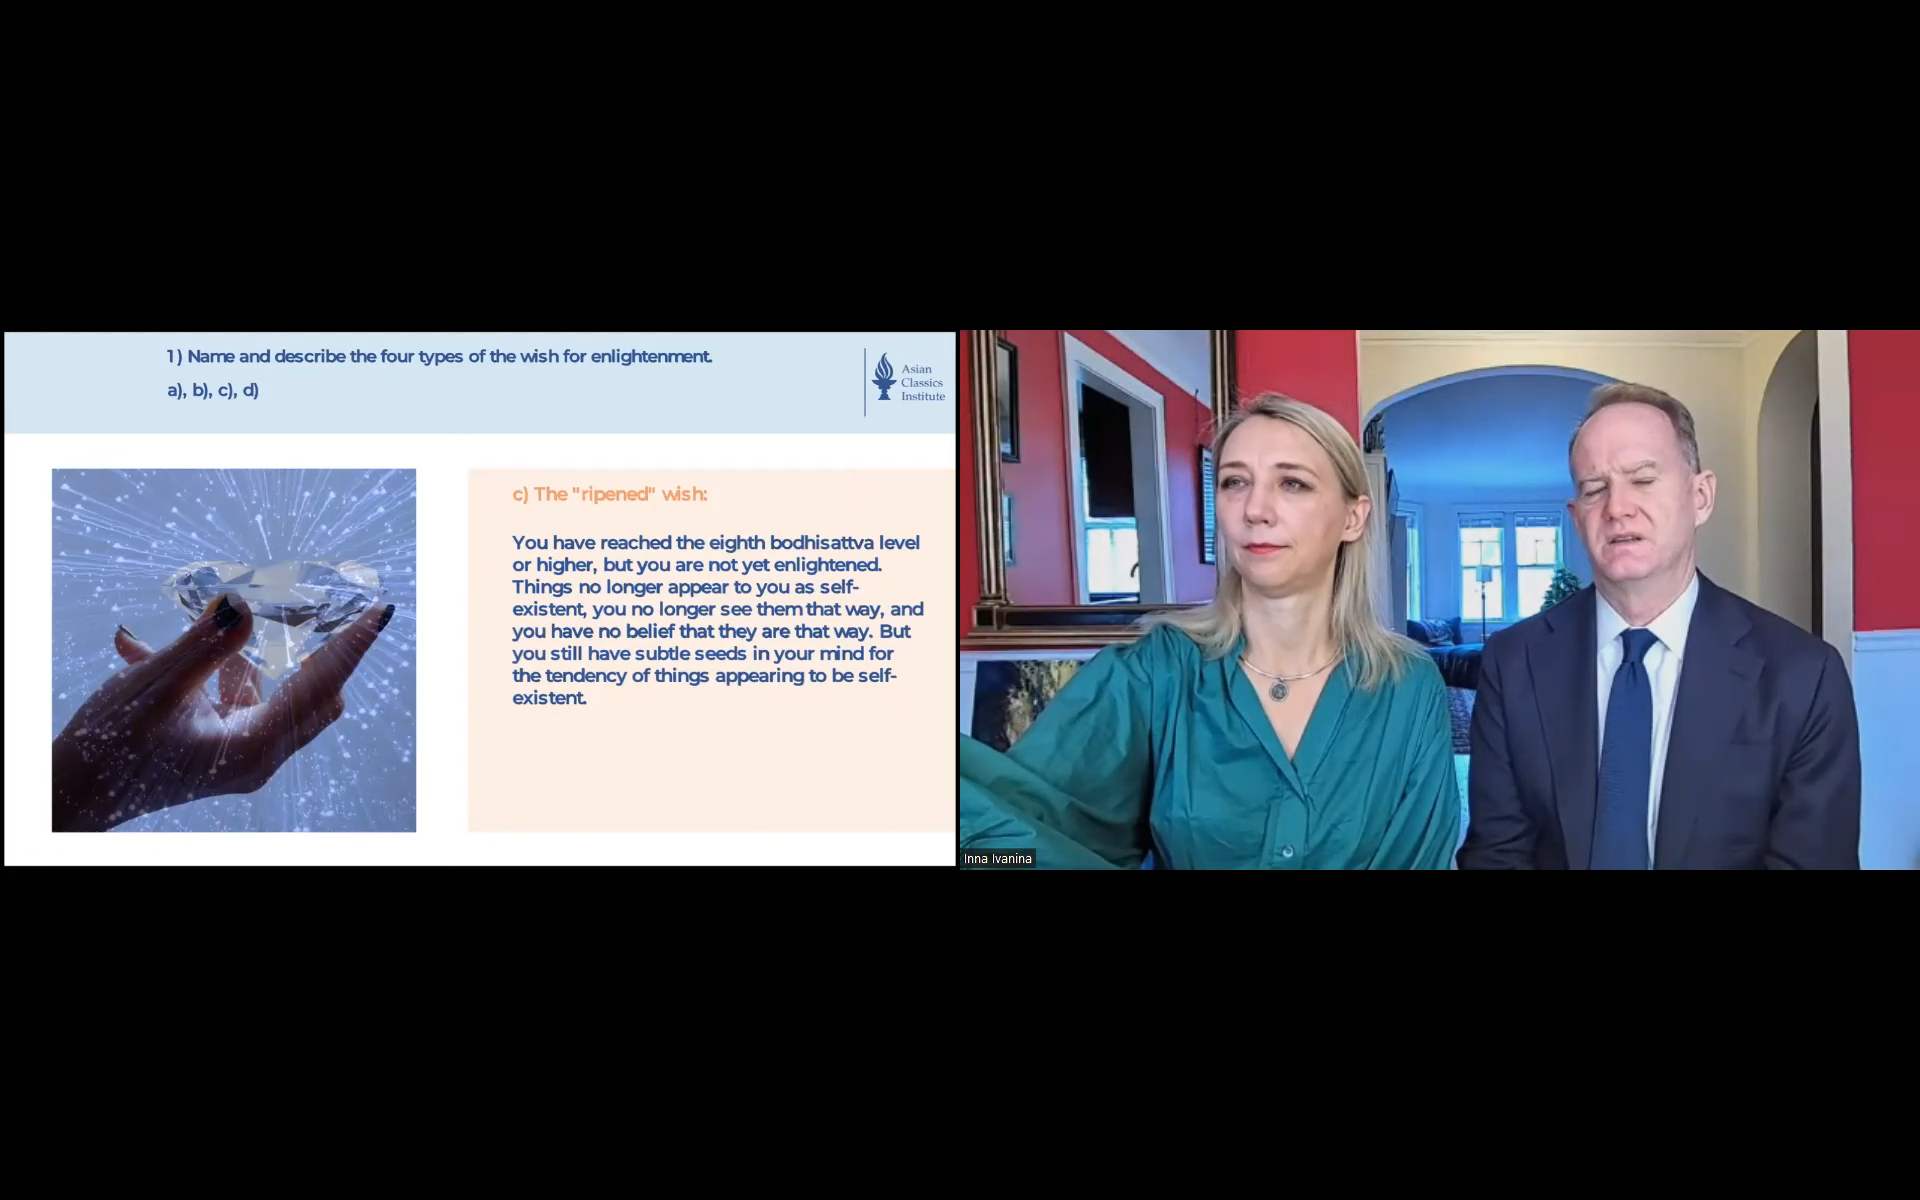 1) Name and describe the four types of the wish for enlightenment.
a), b), c), d)
Asian
Classics
Institute
c) The "ripened" wish:
You have reached the eighth bodhisattva level
or higher, but you are not yet enlightened.
Things no longer appear to you as self-
existent, you no longer see them that way, and
you have no belief that they are that way. But
you still have subtle seeds in your mind for
the tendency of things appearing to be self-
existent.
Inna Ivanina